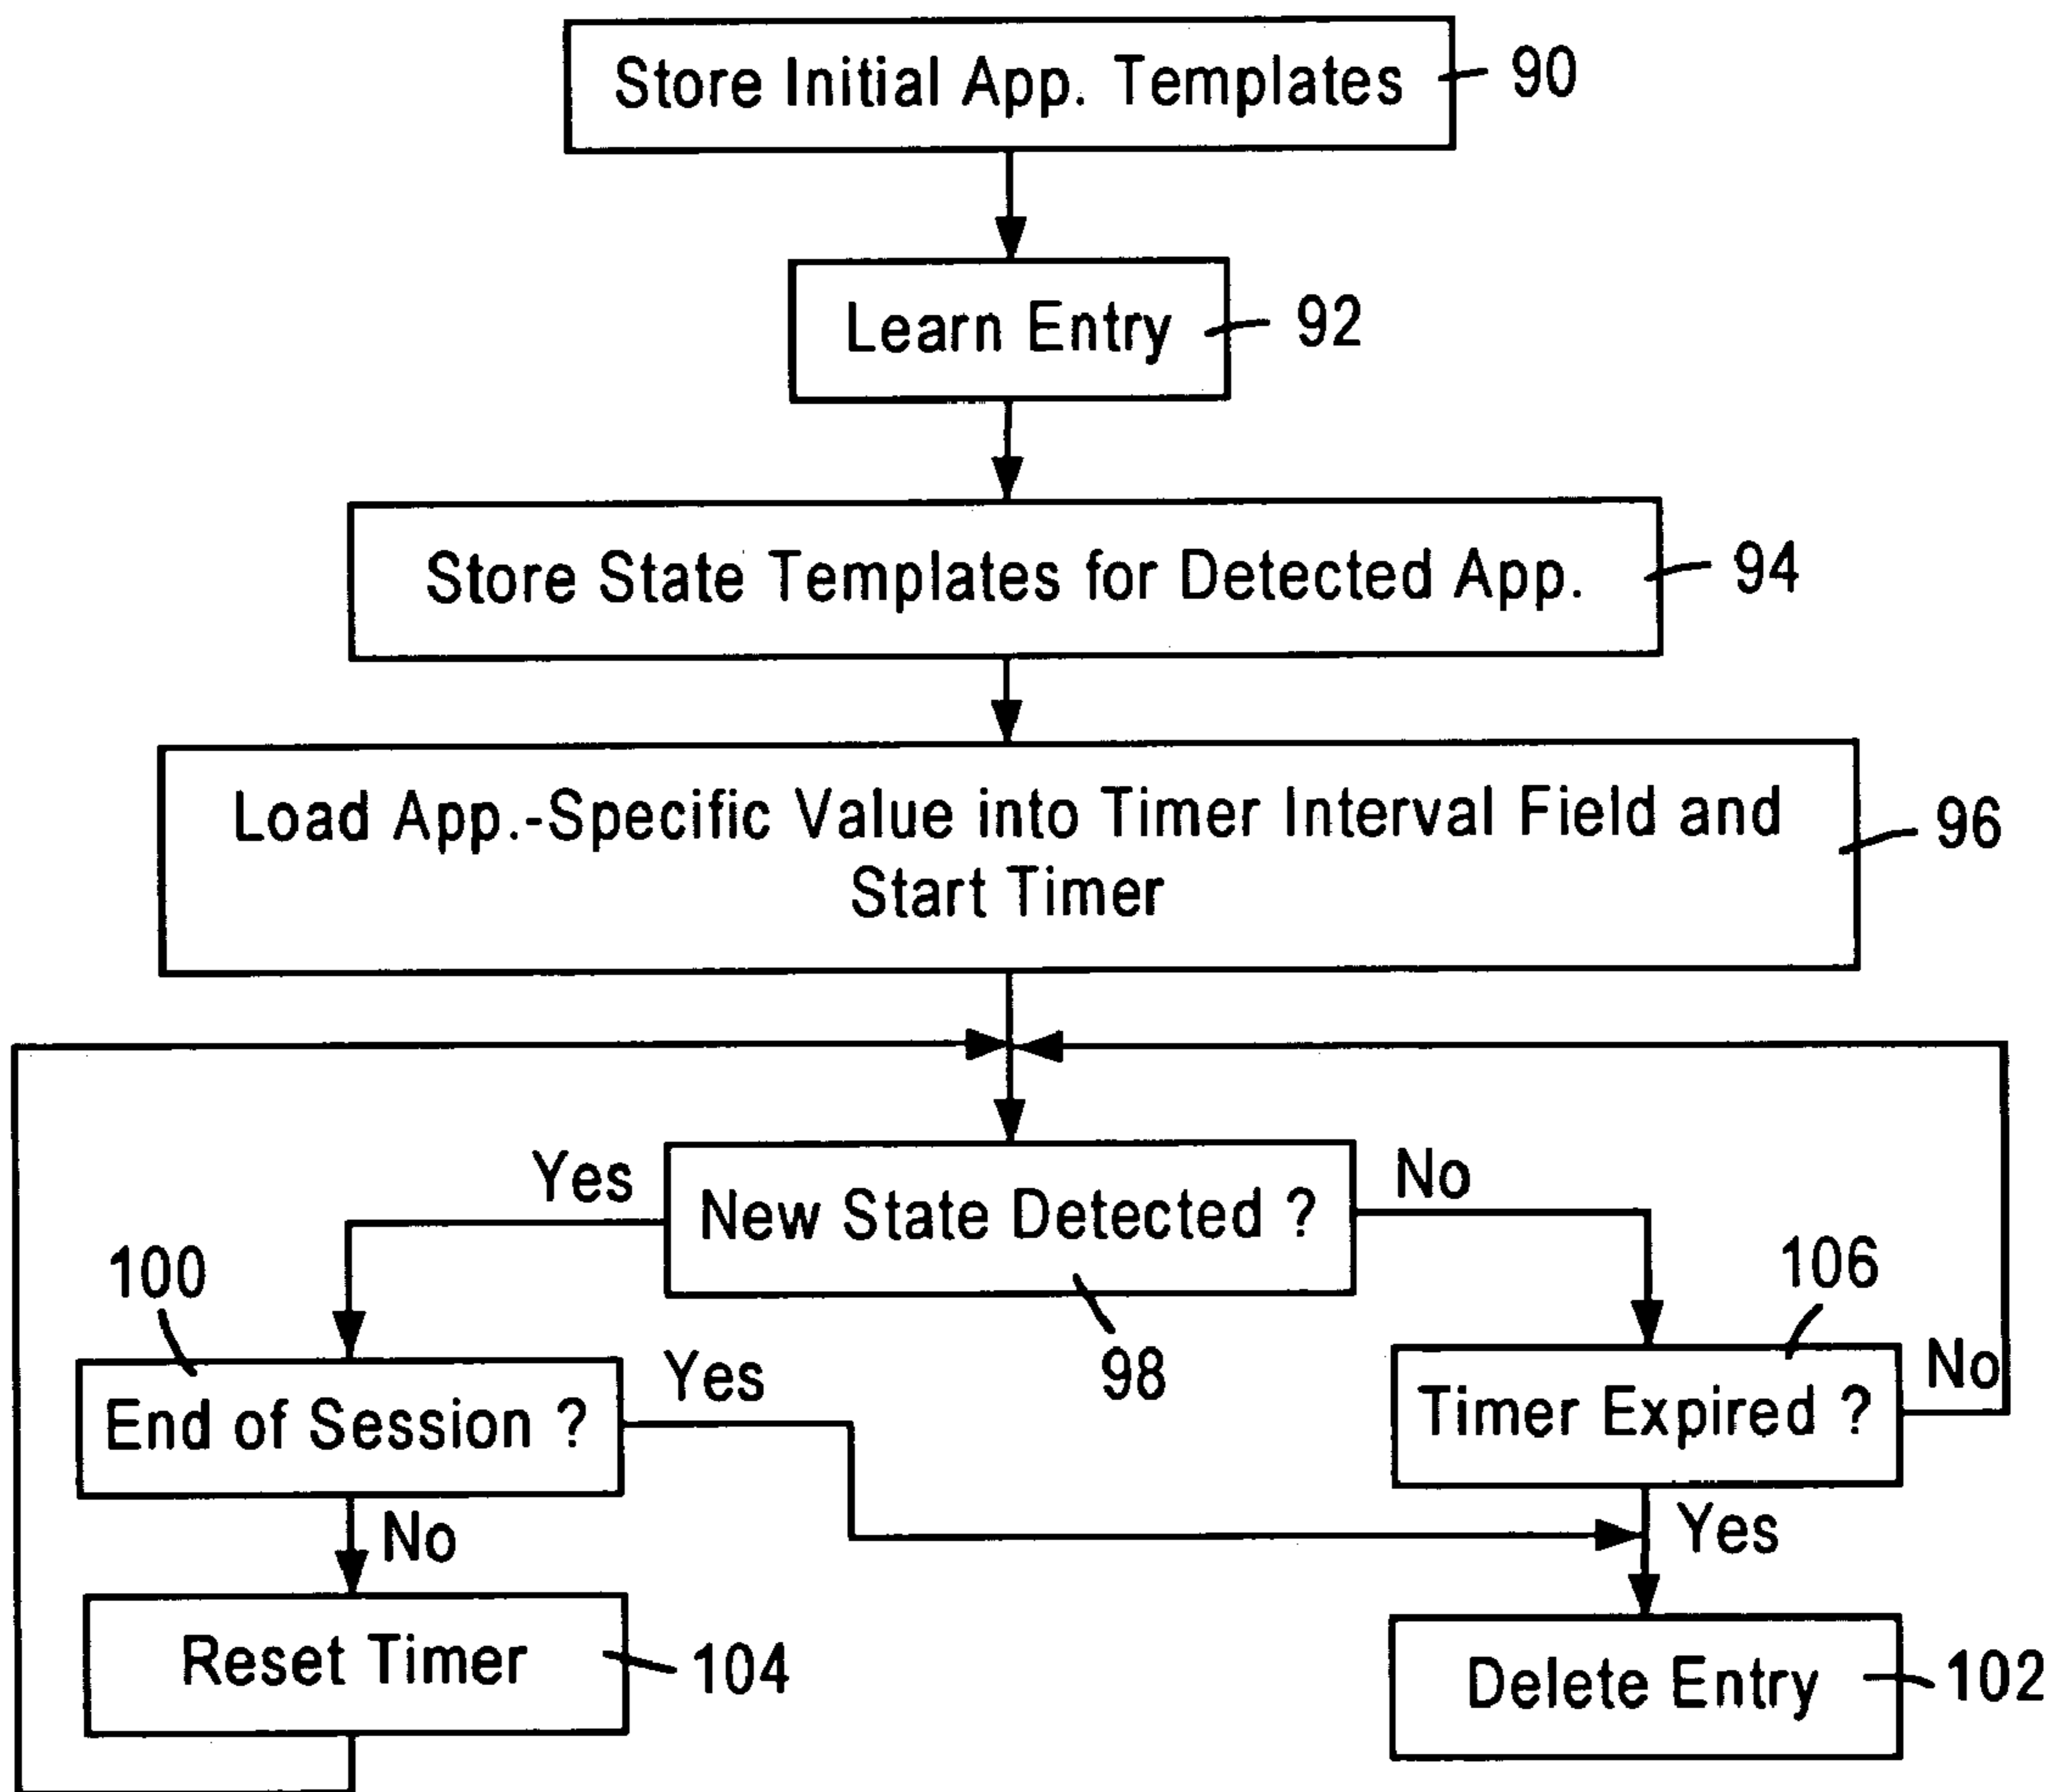 Store Initial App. Templates
90
Learn Entry
92
Store State Templates for Detected App.
94
Load App.-Specific Value into Timer Interval Field and
Start Timer
96
Yes
New State Detected ?
No
100
98
106
End of Session ?
Yes
Timer Expired ?
No
No
Yes
Reset Timer
104
Delete Entry
102